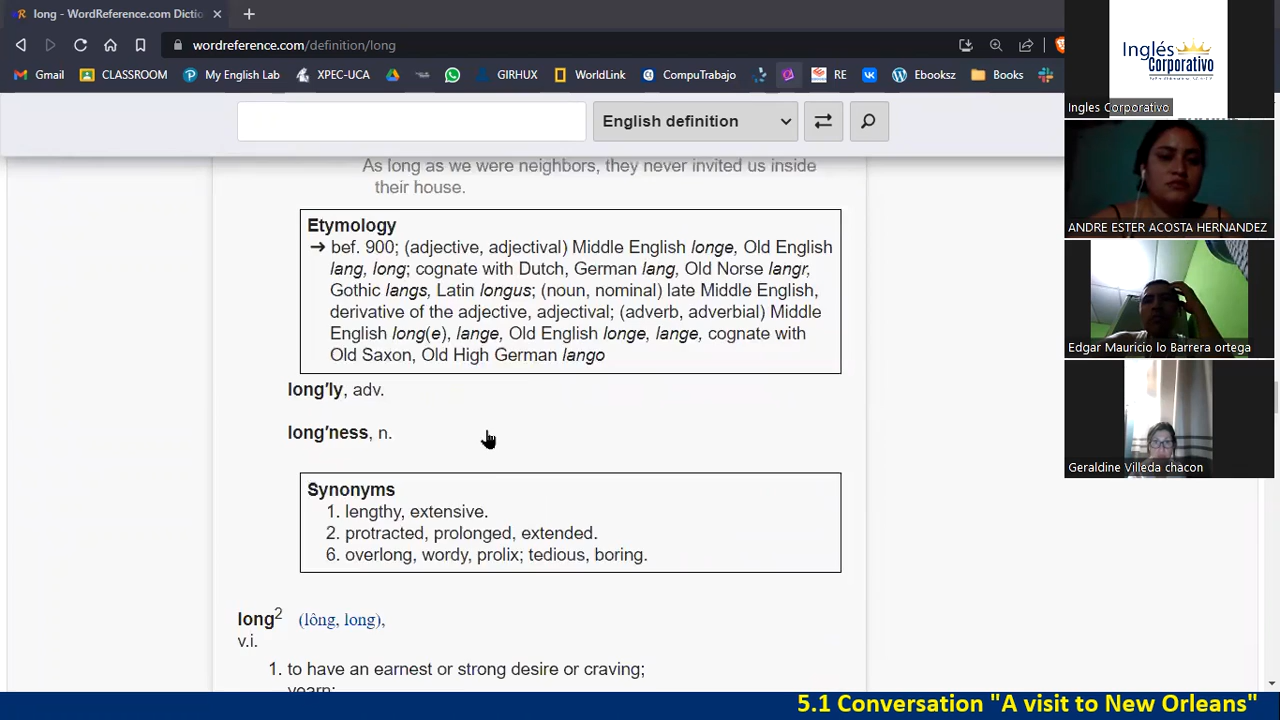 long - WordReference.com Dictio
wordreference.com/definition/long
Gmail CLASSROOM My English Lab XPEC-UCA GIRHUX WorldLink CompuTrabajo RE Ebooksz Books
English definition
As long as we were neighbors, they never invited us inside
their house.
Etymology
→ bef. 900; (adjective, adjectival) Middle English longe, Old English
lang, long; cognate with Dutch, German lang, Old Norse langr,
Gothic langs, Latin longus; (noun, nominal) late Middle English,
derivative of the adjective, adjectival; (adverb, adverbial) Middle
English long(e), lange, Old English longe, lange, cognate with
Old Saxon, Old High German lango
long′ly, adv.
long′ness, n.
Synonyms
1. lengthy, extensive.
2. protracted, prolonged, extended.
6. overlong, wordy, prolix; tedious, boring.
long2 (lông, long),
v.i.
1. to have an earnest or strong desire or craving;
yearn:
Inglés
Corporativo
Ingles Corporativo
ANDRE ESTER ACOSTA HERNANDEZ
Edgar Mauricio lo Barrera ortega
Geraldine Villeda chacon
5.1 Conversation "A visit to New Orleans"